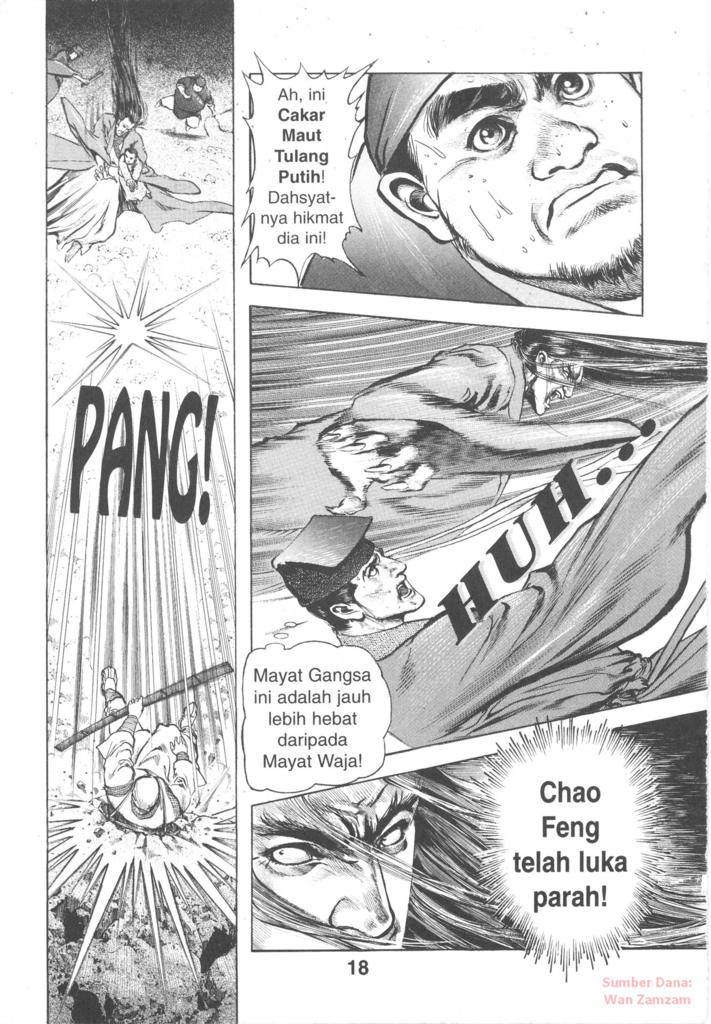 PANG!
Ah, ini
Cakar
Maut
Tulang
Putih!
Dahsyat-
nya hikmat
dia ini!
HUH...
Mayat Gangsa
ini adalah jauh
lebih hebat
daripada
Mayat Waja!
Chao
Feng
telah luka
parah!
18
Sumber Dana:
Wan Zamzam